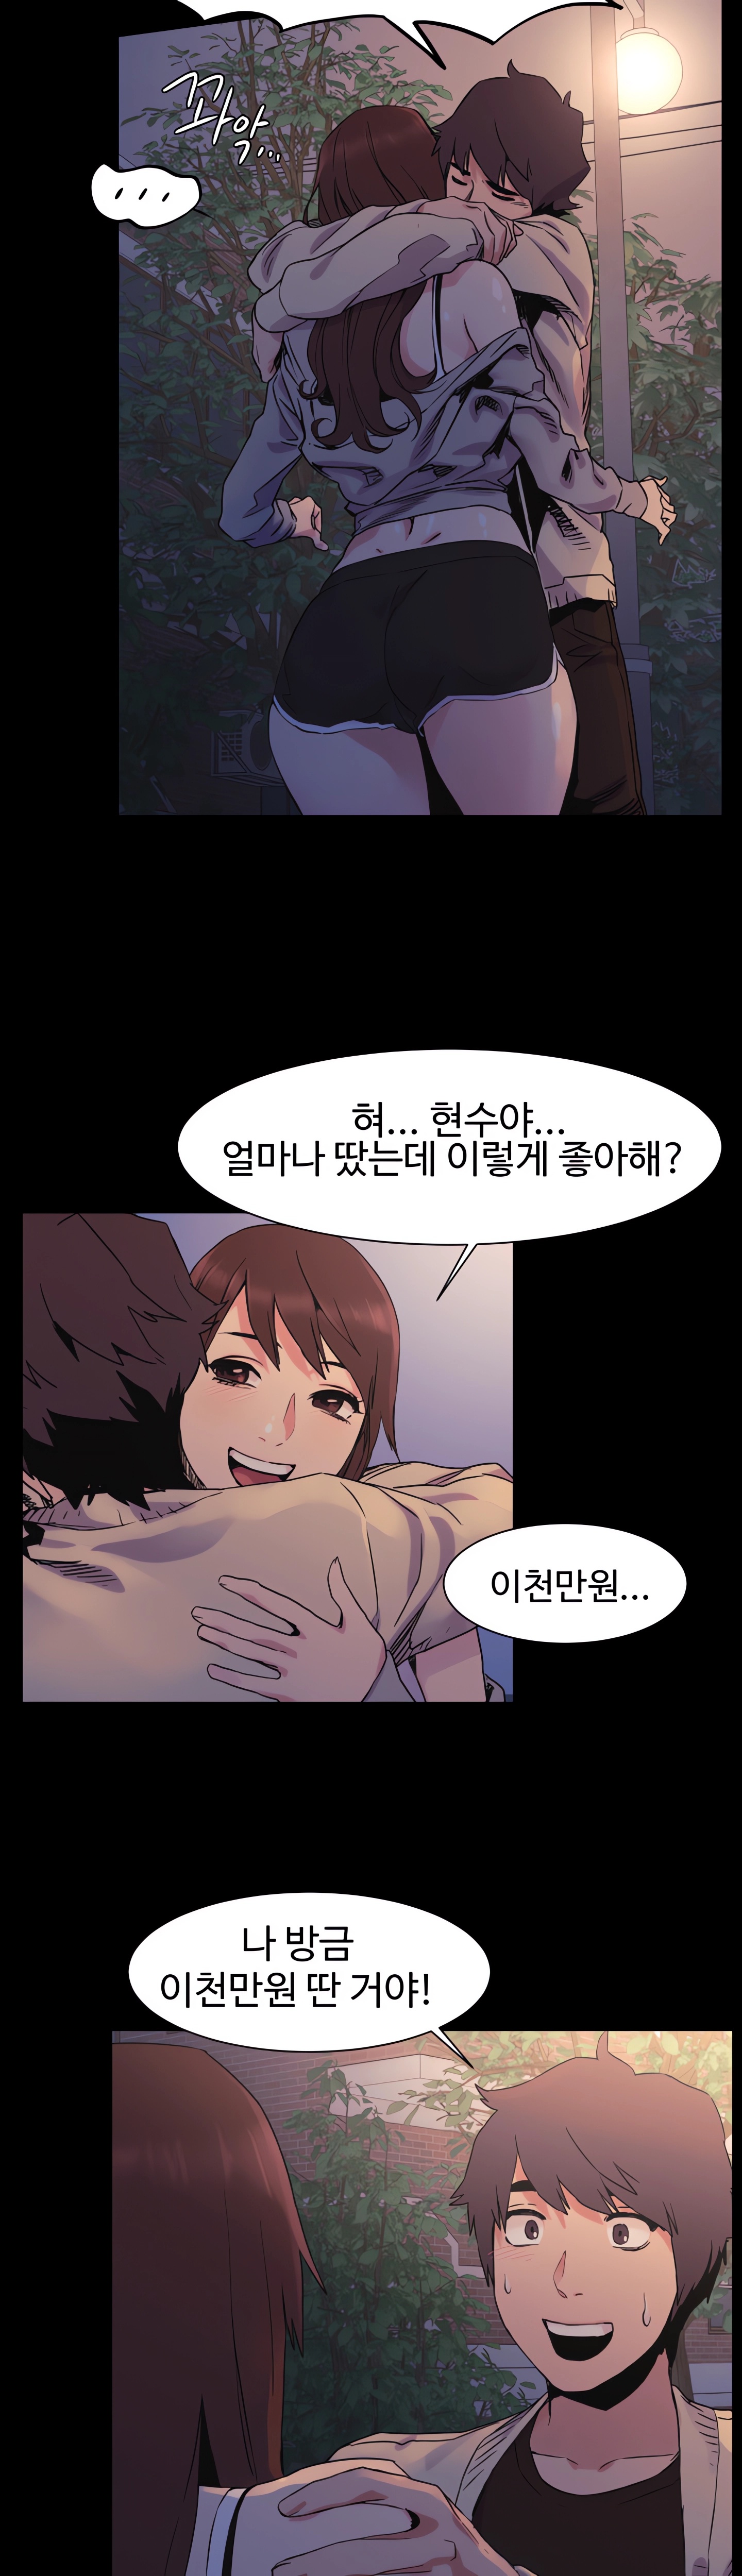 꽈악...
...
혀... 현수야...
얼마나 땄는데 이렇게 좋아해?
이천만원...
나 방금
이천만원 딴 거야!